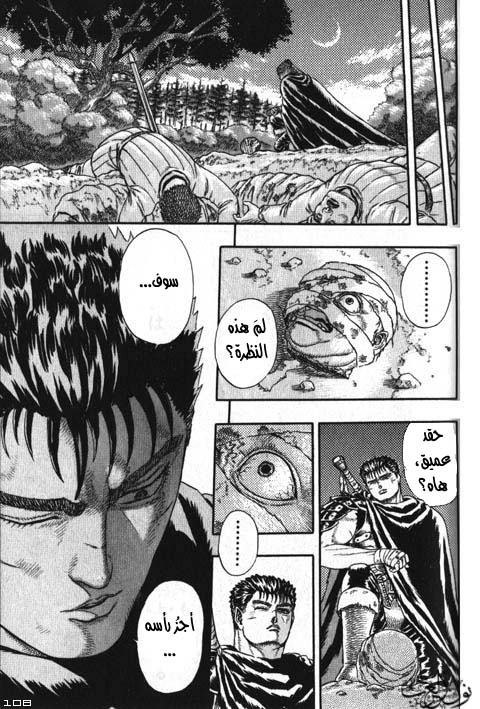 ........
لم هذه
النظرة؟
حقد
عميق،
هاه؟
........
سوف...
أجُرّ رأسه
...
108